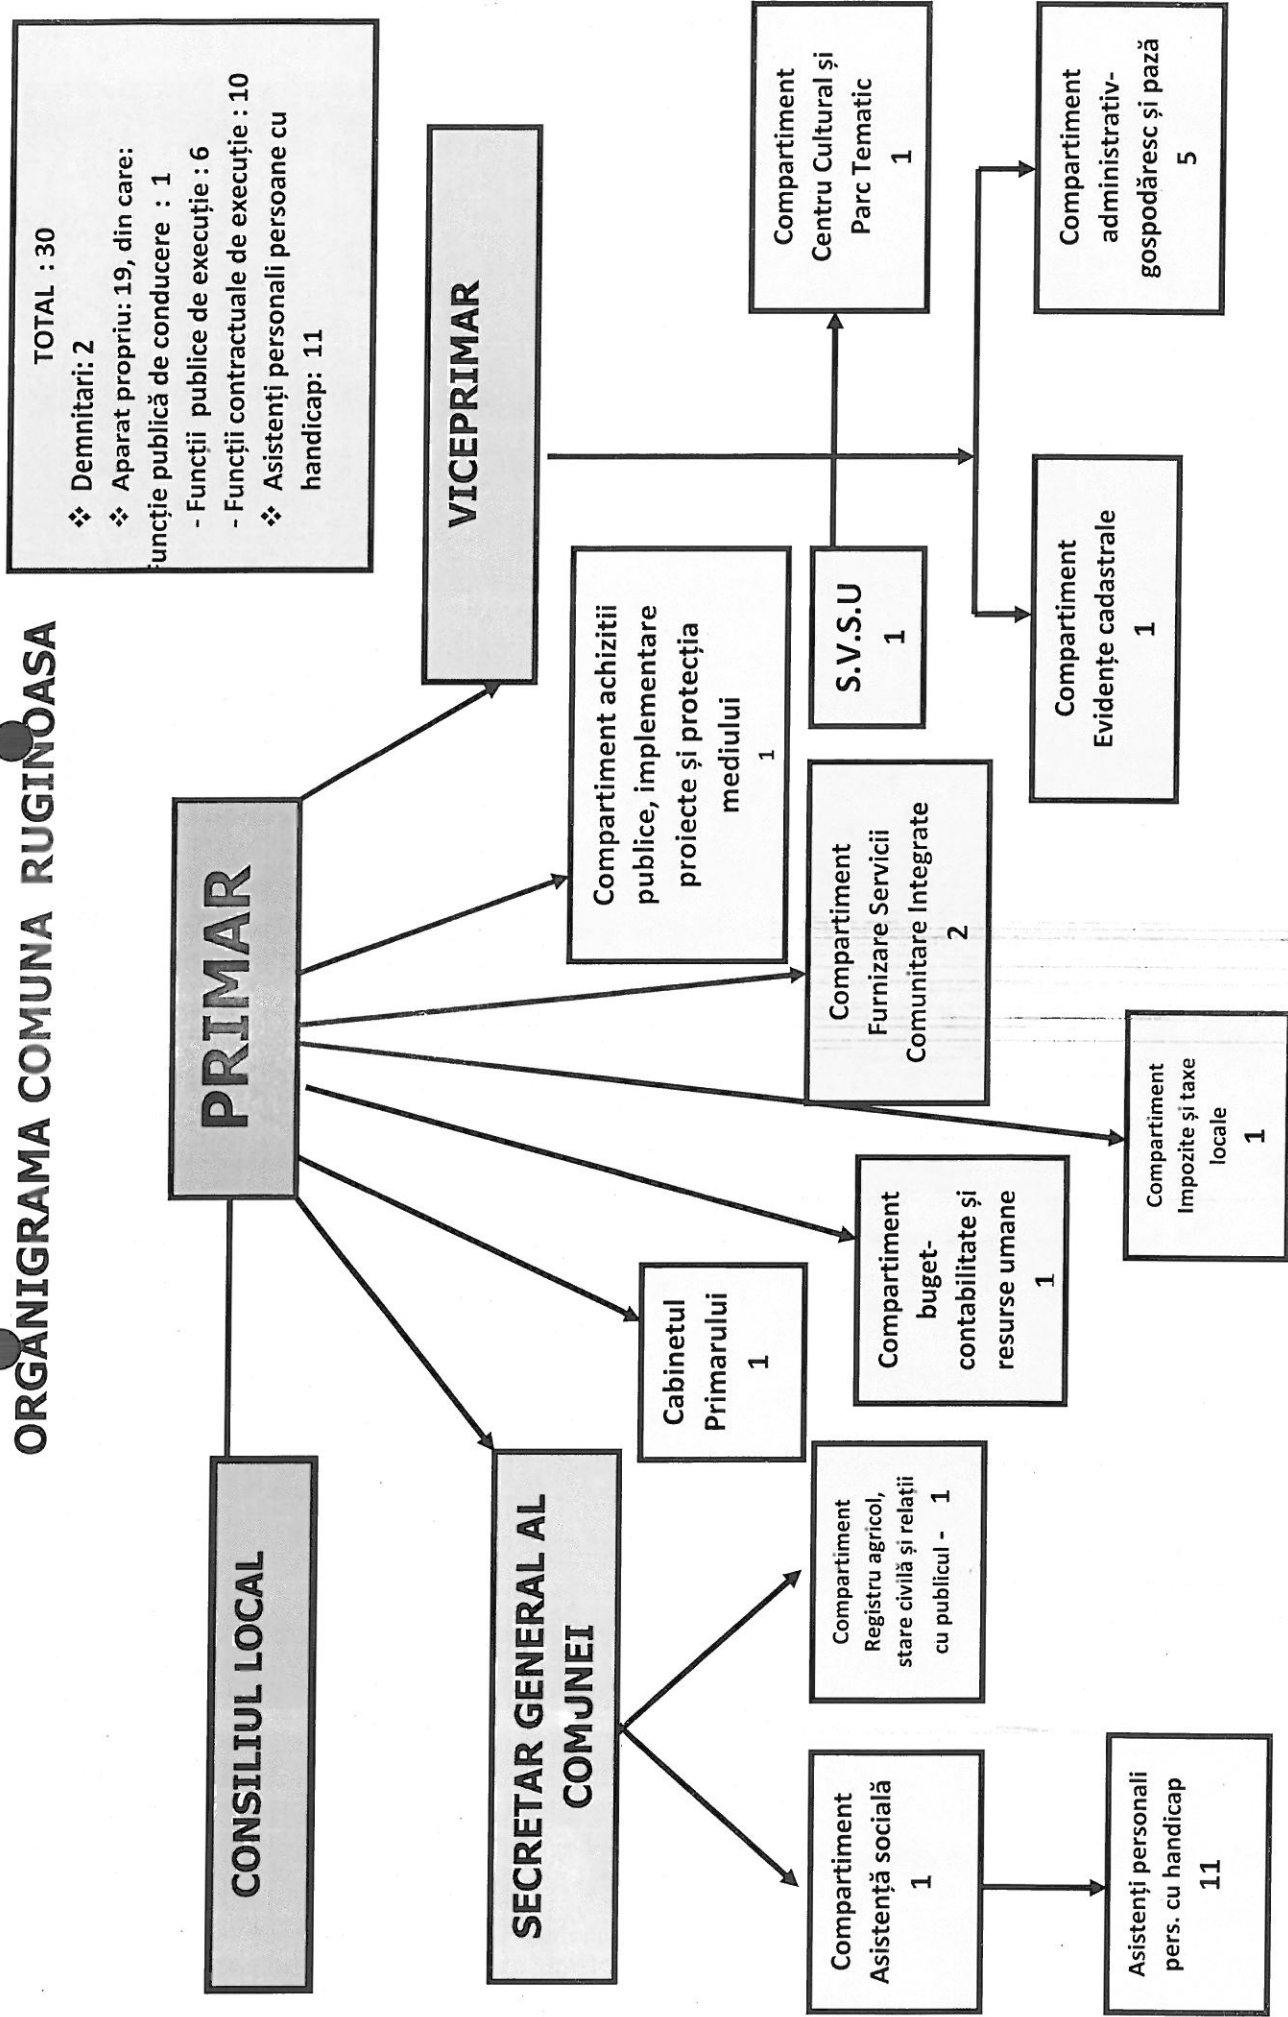 ORGANIGRAMA COMUNA RUGINOASA
TOTAL : 30
❖ Demnitari: 2
❖ Aparat propriu: 19, din care:
uncție publică de conducere : 1
- Funcții publice de execuție : 6
- Funcții contractuale de execuție : 10
❖ Asistenți personali persoane cu
handicap: 11
PRIMAR
CONSILIUL LOCAL
VICEPRIMAR
SECRETAR GENERAL AL
COMUNEI
Cabinetul
Primarului
1
Compartiment achizitii
publice, implementare
proiecte și protecția
mediului
1
Compartiment
Asistență socială
1
Compartiment
Registru agricol,
stare civilă și relații
cu publicul - 1
Compartiment
buget-
contabilitate și
resurse umane
1
Compartiment
Furnizare Servicii
Comunitare Integrate
2
S.V.S.U
1
Compartiment
Centru Cultural și
Parc Tematic
1
Asistenți personali
pers. cu handicap
11
Compartiment
Impozite și taxe
locale
1
Compartiment
Evidențe cadastrale
1
Compartiment
administrativ-
gospodăresc și pază
5